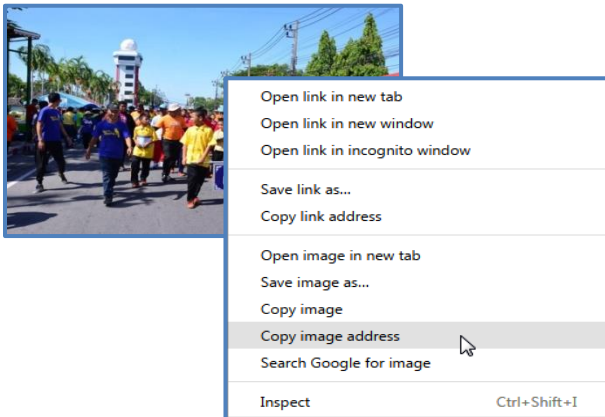 Open link in new tab
Open link in new window
Open link in incognito window
Save link as...
Copy link address
Open image in new tab
Save image as...
Copy image
Copy image address
Search Google for image
Inspect Ctrl+Shift+I